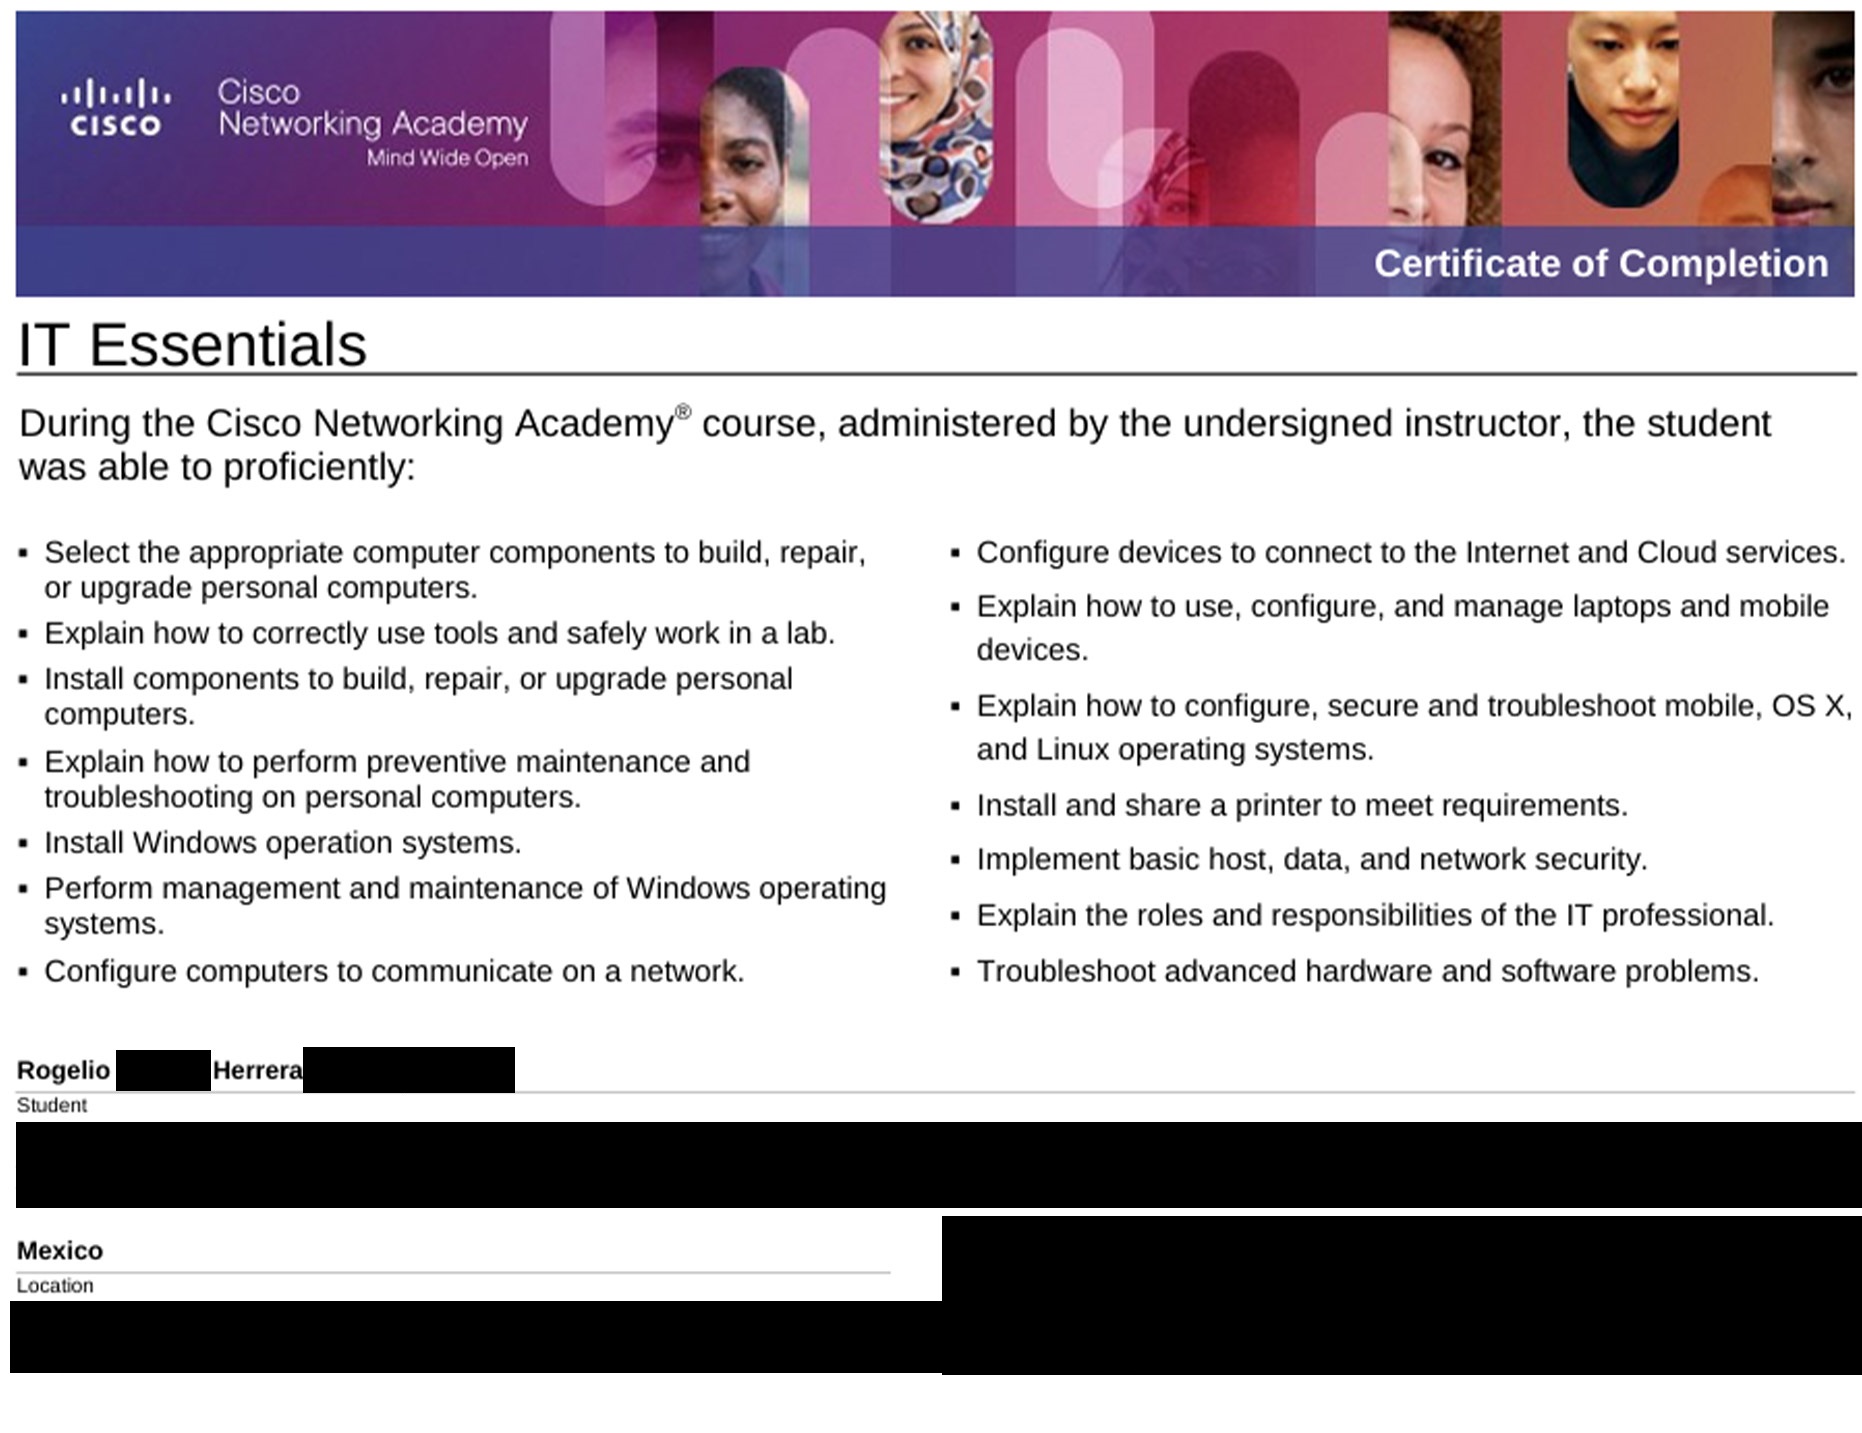 CISCO
Cisco
Networking Academy
Mind Wide Open
Certificate of Completion
IT Essentials
During the Cisco Networking Academy® course, administered by the undersigned instructor, the student
was able to proficiently:
▪ Select the appropriate computer components to build, repair,
or upgrade personal computers.
▪ Explain how to correctly use tools and safely work in a lab.
▪ Install components to build, repair, or upgrade personal
computers.
▪ Explain how to perform preventive maintenance and
troubleshooting on personal computers.
▪ Install Windows operation systems.
▪ Perform management and maintenance of Windows operating
systems.
▪ Configure computers to communicate on a network.
▪ Configure devices to connect to the Internet and Cloud services.
▪ Explain how to use, configure, and manage laptops and mobile
devices.
▪ Explain how to configure, secure and troubleshoot mobile, OS X,
and Linux operating systems.
▪ Install and share a printer to meet requirements.
▪ Implement basic host, data, and network security.
▪ Explain the roles and responsibilities of the IT professional.
▪ Troubleshoot advanced hardware and software problems.
Rogelio Herrera
Student
Mexico
Location